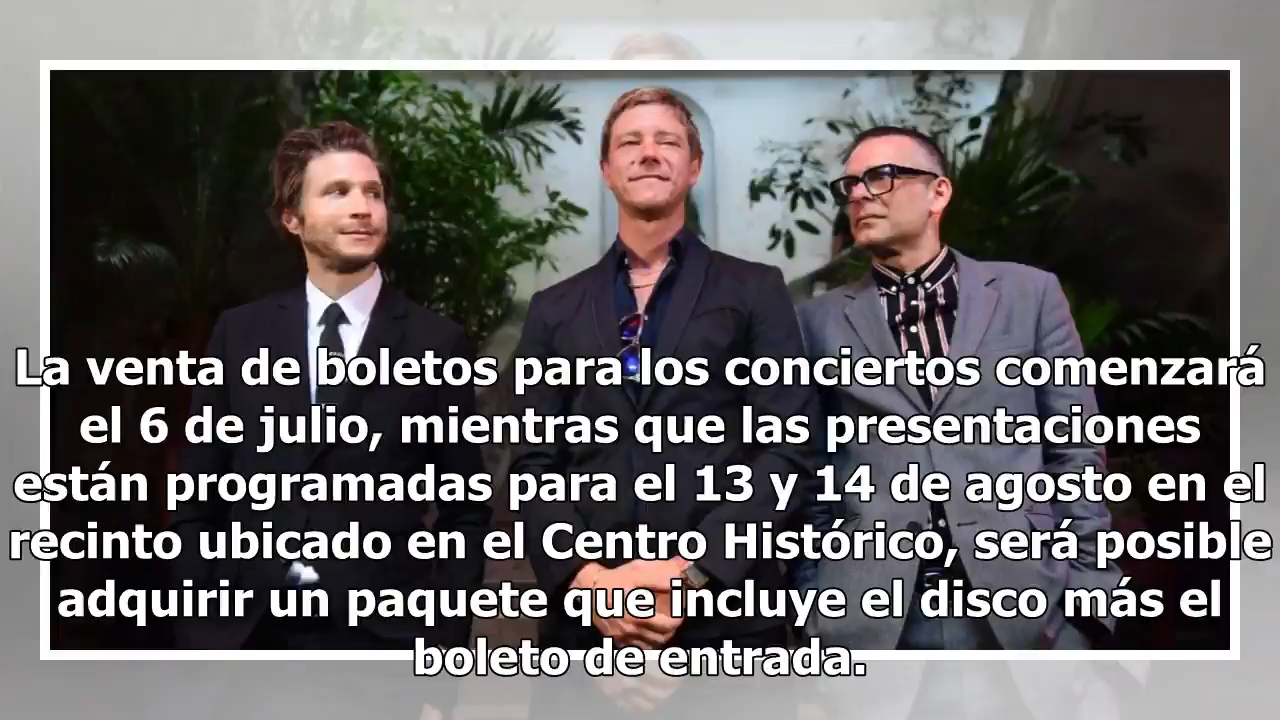 La venta de boletos para los conciertos comenzará
el 6 de julio, mientras que las presentaciones
están programadas para el 13 y 14 de agosto en el
recinto ubicado en el Centro Histórico, será posible
adquirir un paquete que incluye el disco más el
boleto de entrada.